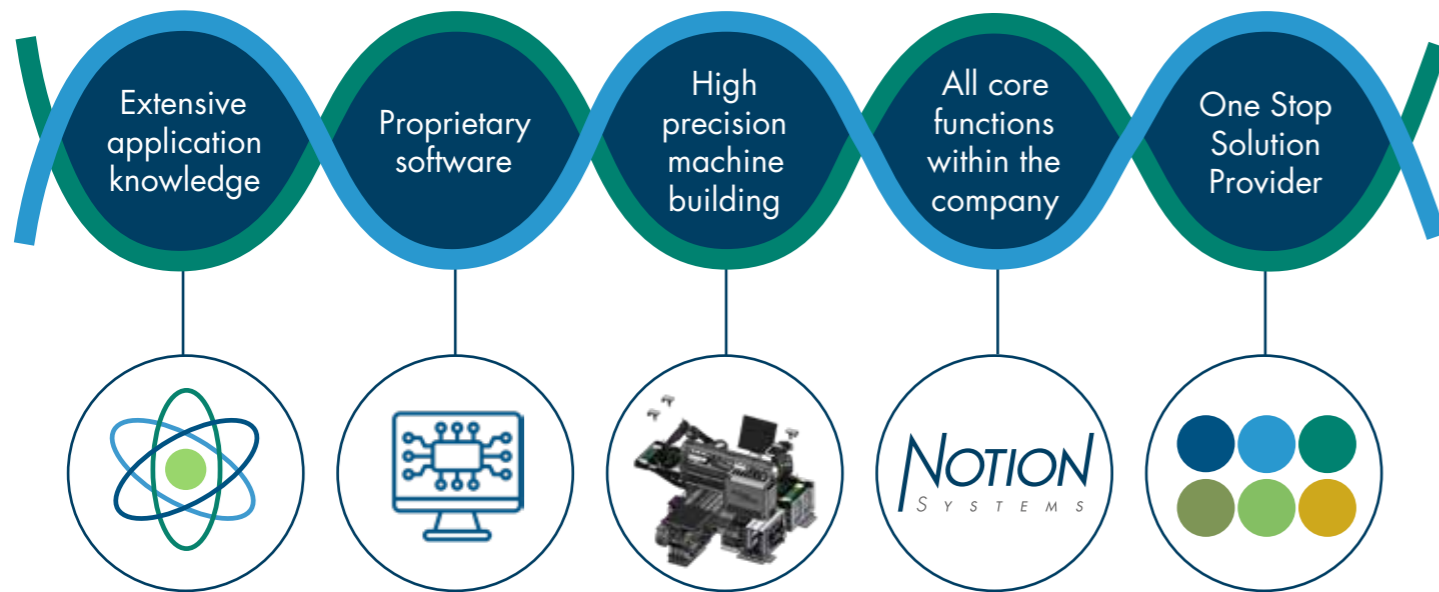 Extensive
application
knowledge
Proprietary
software
High
precision
machine
building
All core
functions
within the
company
One Stop
Solution
Provider
NOTION
SYSTEMS